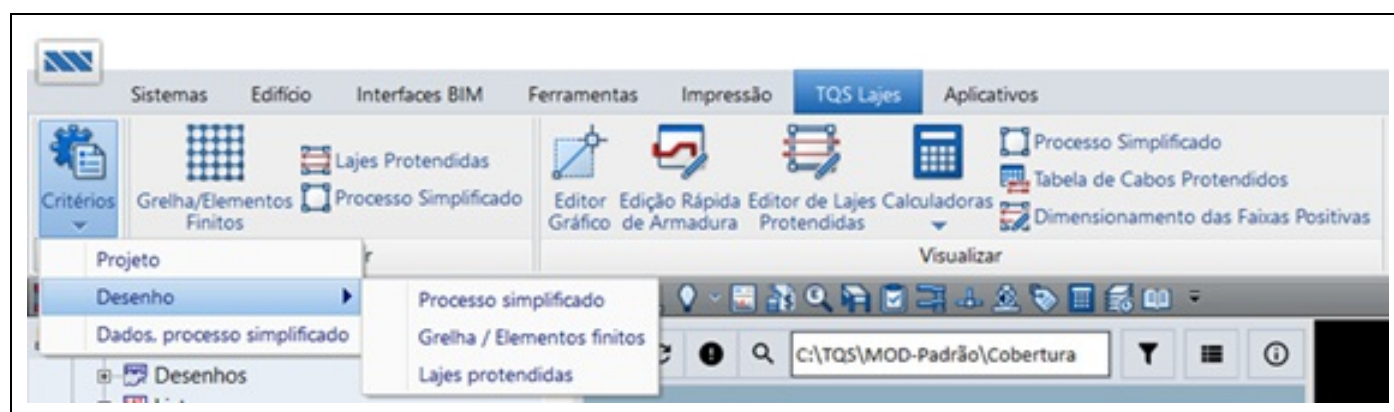 Sistemas Edifício Interfaces BIM Ferramentas Impressão TQS Lajes Aplicativos
Critérios
Grelha/Elementos Finitos
Lajes Protendidas
Processo Simplificado
Editor Gráfico
Edição Rápida de Armadura
Editor de Lajes Protendidas
Calculadoras
Processo Simplificado
Tabela de Cabos Protendidos
Dimensionamento das Faixas Positivas
Visualizar
Projeto
Desenho
Dados, processo simplificado
Processo simplificado
Grelha / Elementos finitos
Lajes protendidas
C:\TQS\MOD-Padrão\Cobertura
Desenhos